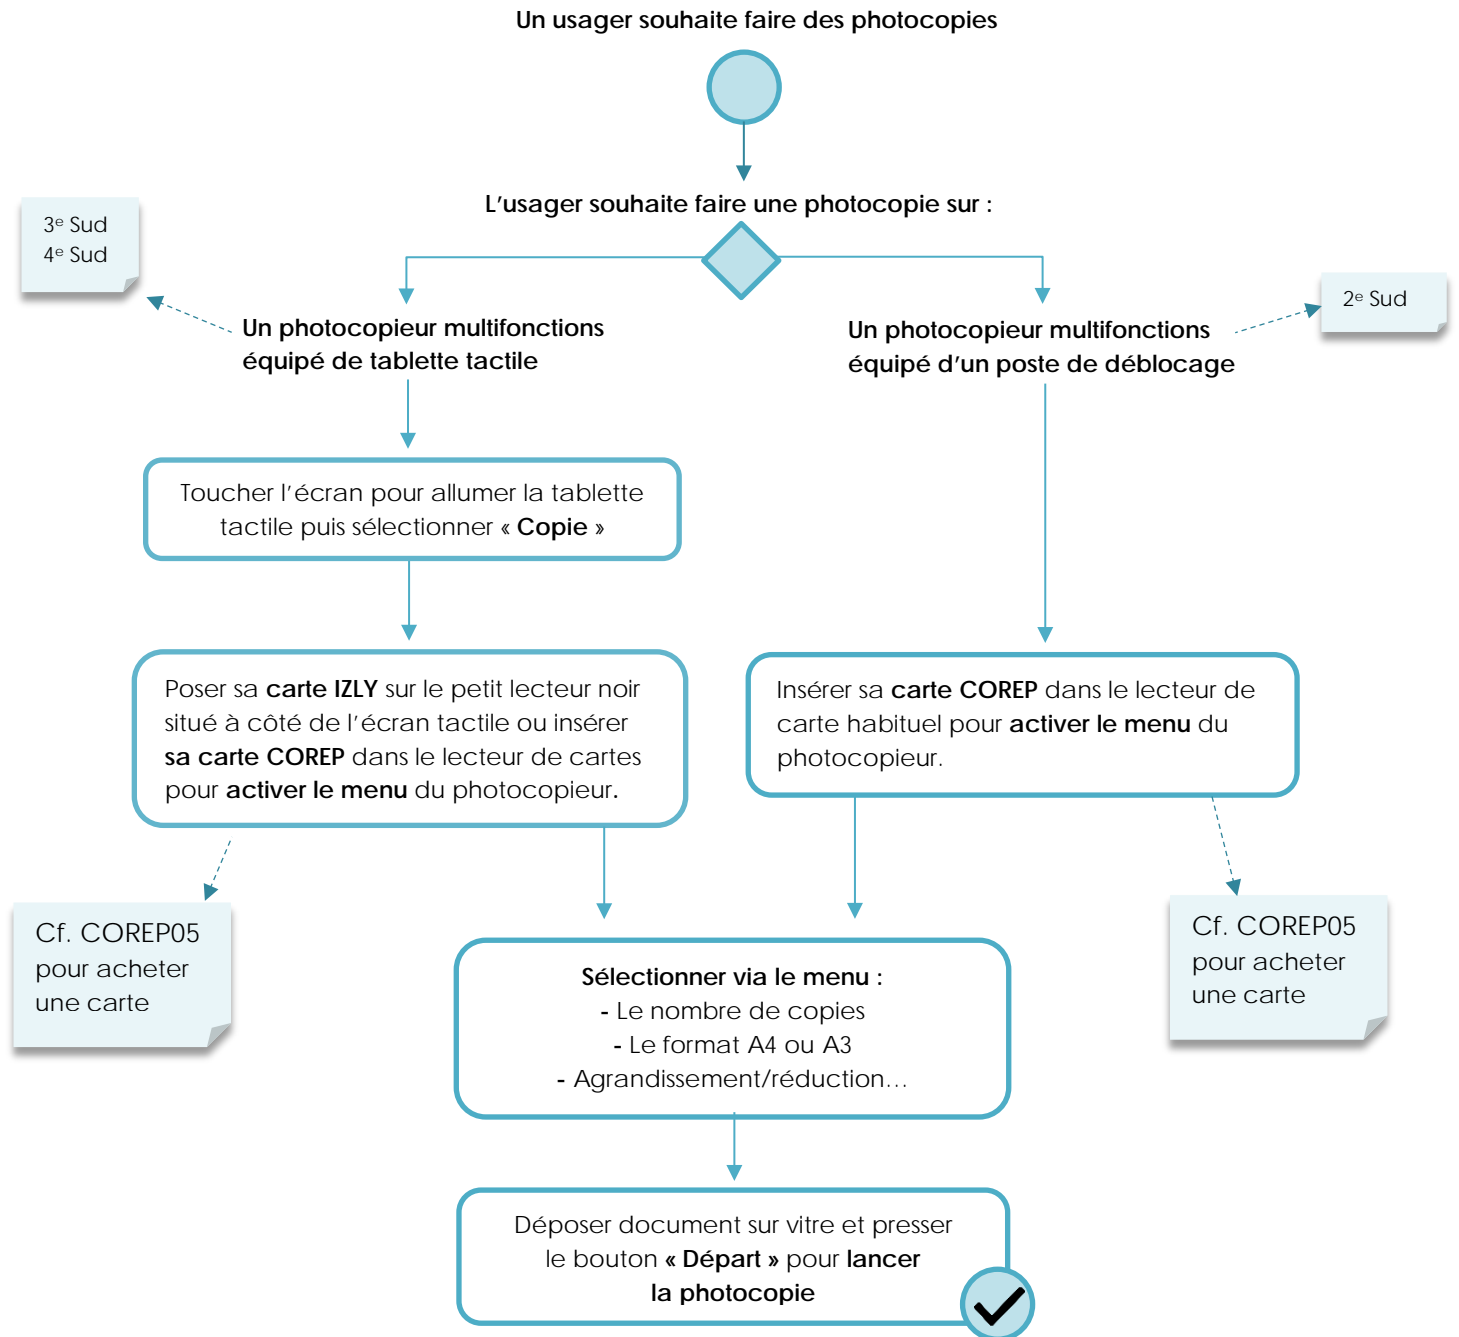 Un usager souhaite faire des photocopies
L'usager souhaite faire une photocopie sur :
3e Sud
4e Sud
2e Sud
Un photocopieur multifonctions
équipé de tablette tactile
Un photocopieur multifonctions
équipé d'un poste de déblocage
Toucher l'écran pour allumer la tablette
tactile puis sélectionner « Copie »
Poser sa carte IZLY sur le petit lecteur noir
situé à côté de l'écran tactile ou insérer
sa carte COREP dans le lecteur de cartes
pour activer le menu du photocopieur.
Insérer sa carte COREP dans le lecteur de
carte habituel pour activer le menu du
photocopieur.
Cf. COREP05
pour acheter
une carte
Cf. COREP05
pour acheter
une carte
Sélectionner via le menu :
- Le nombre de copies
- Le format A4 ou A3
- Agrandissement/réduction…
Déposer document sur vitre et presser
le bouton « Départ » pour lancer
la photocopie